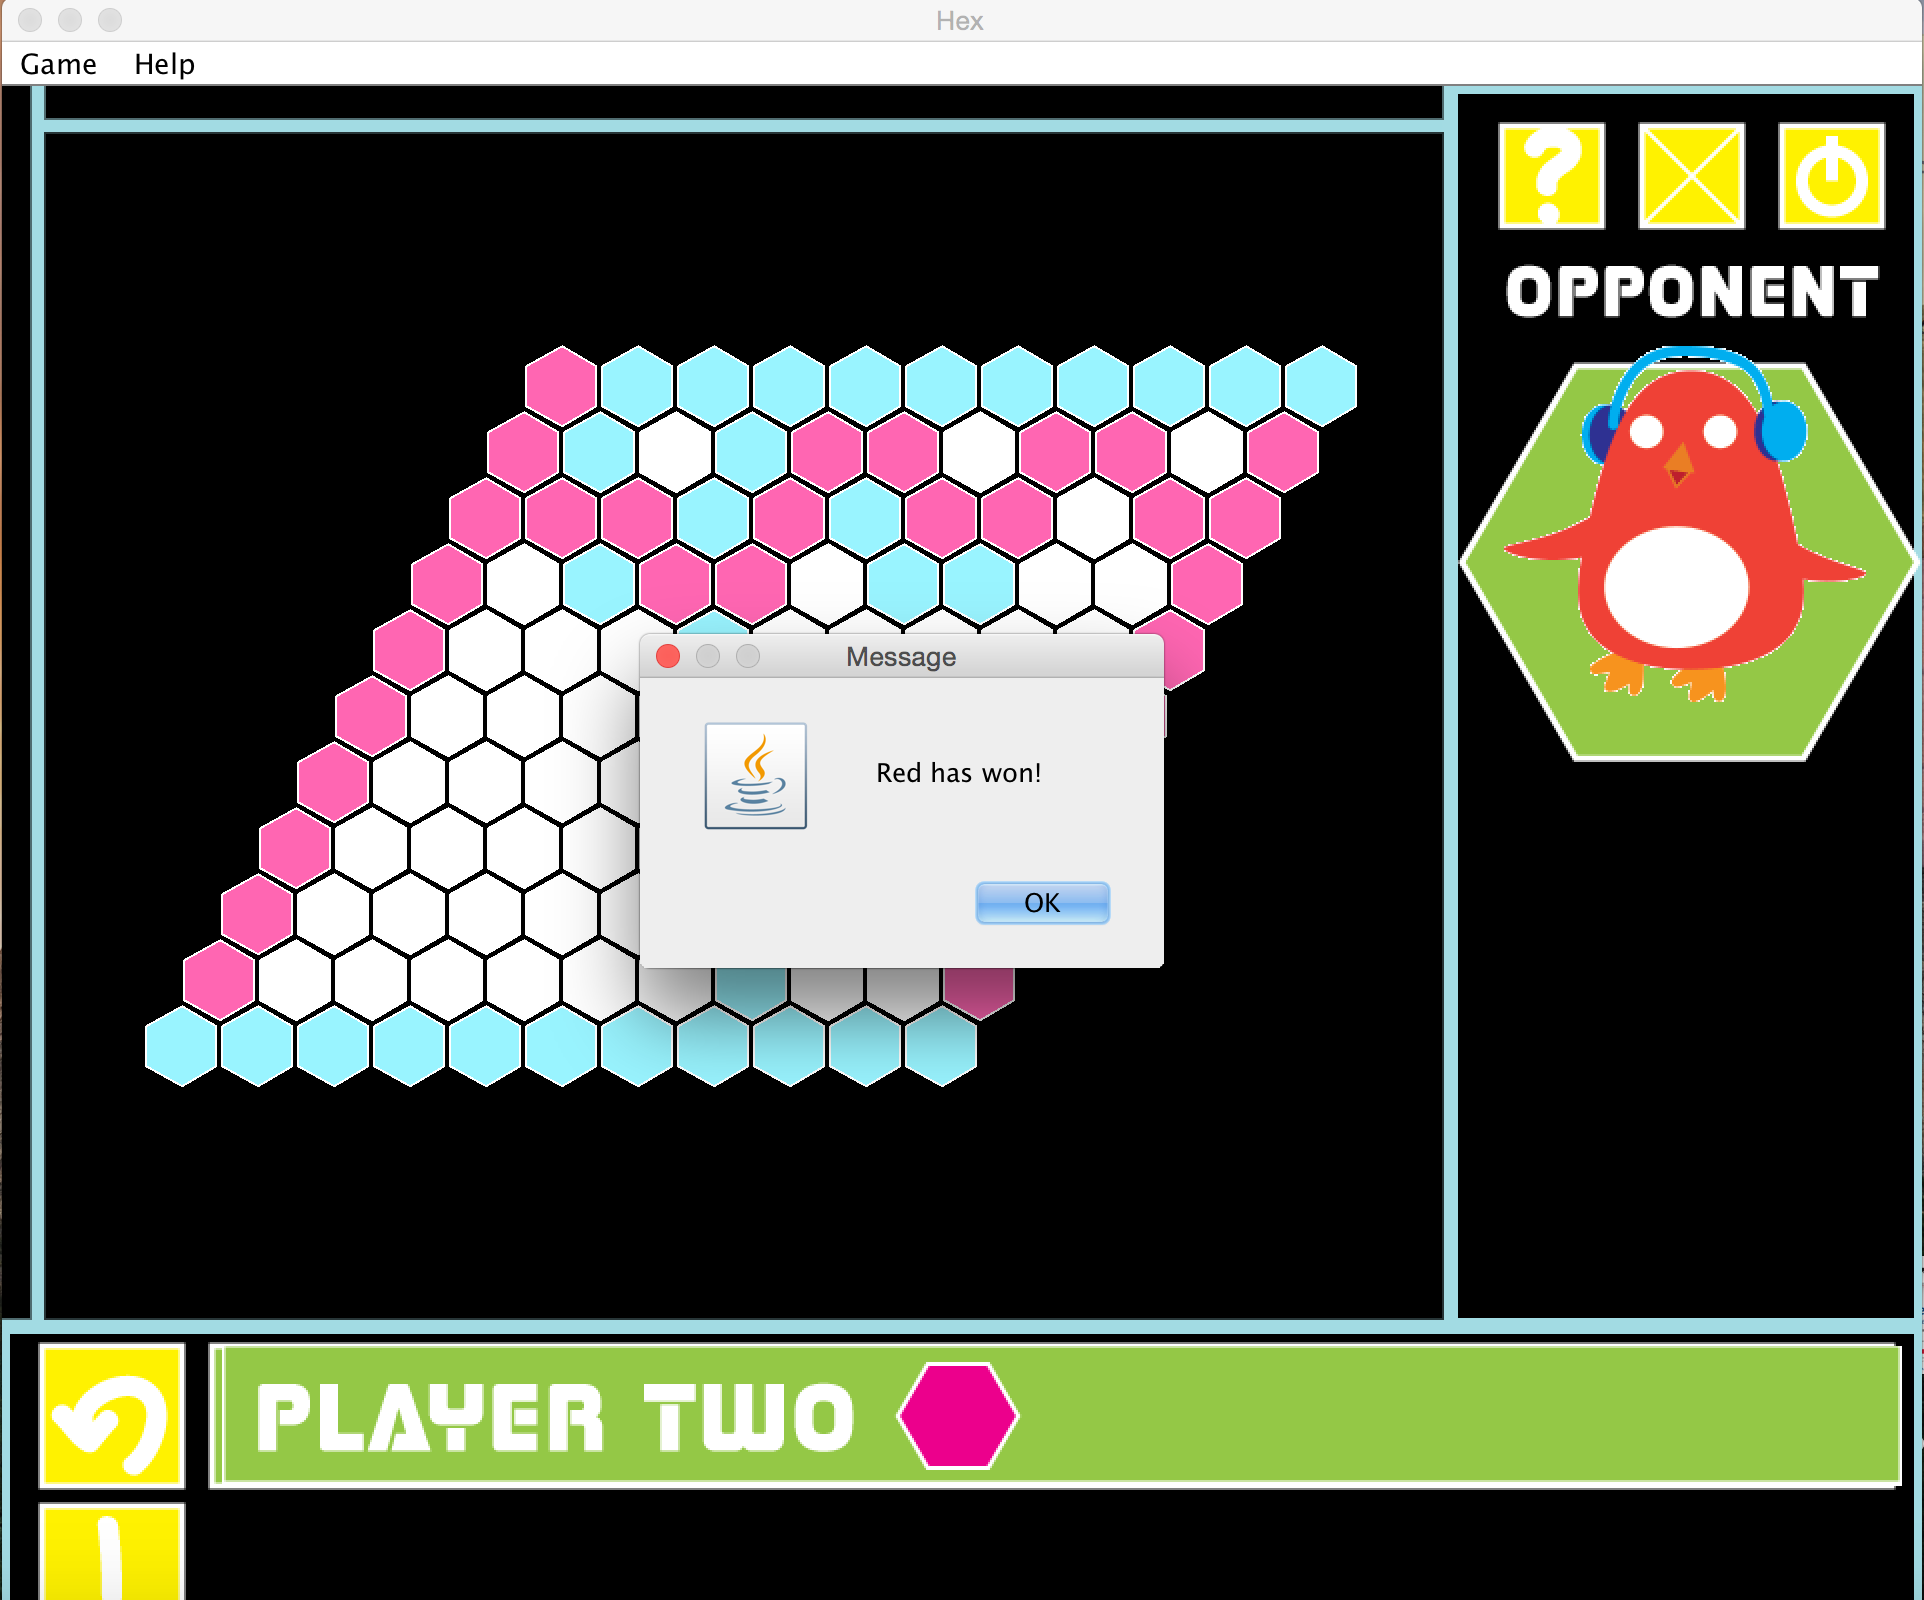 Hex
Game Help
?
OPPONENT
Message
Red has won!
OK
PLAYER TWO